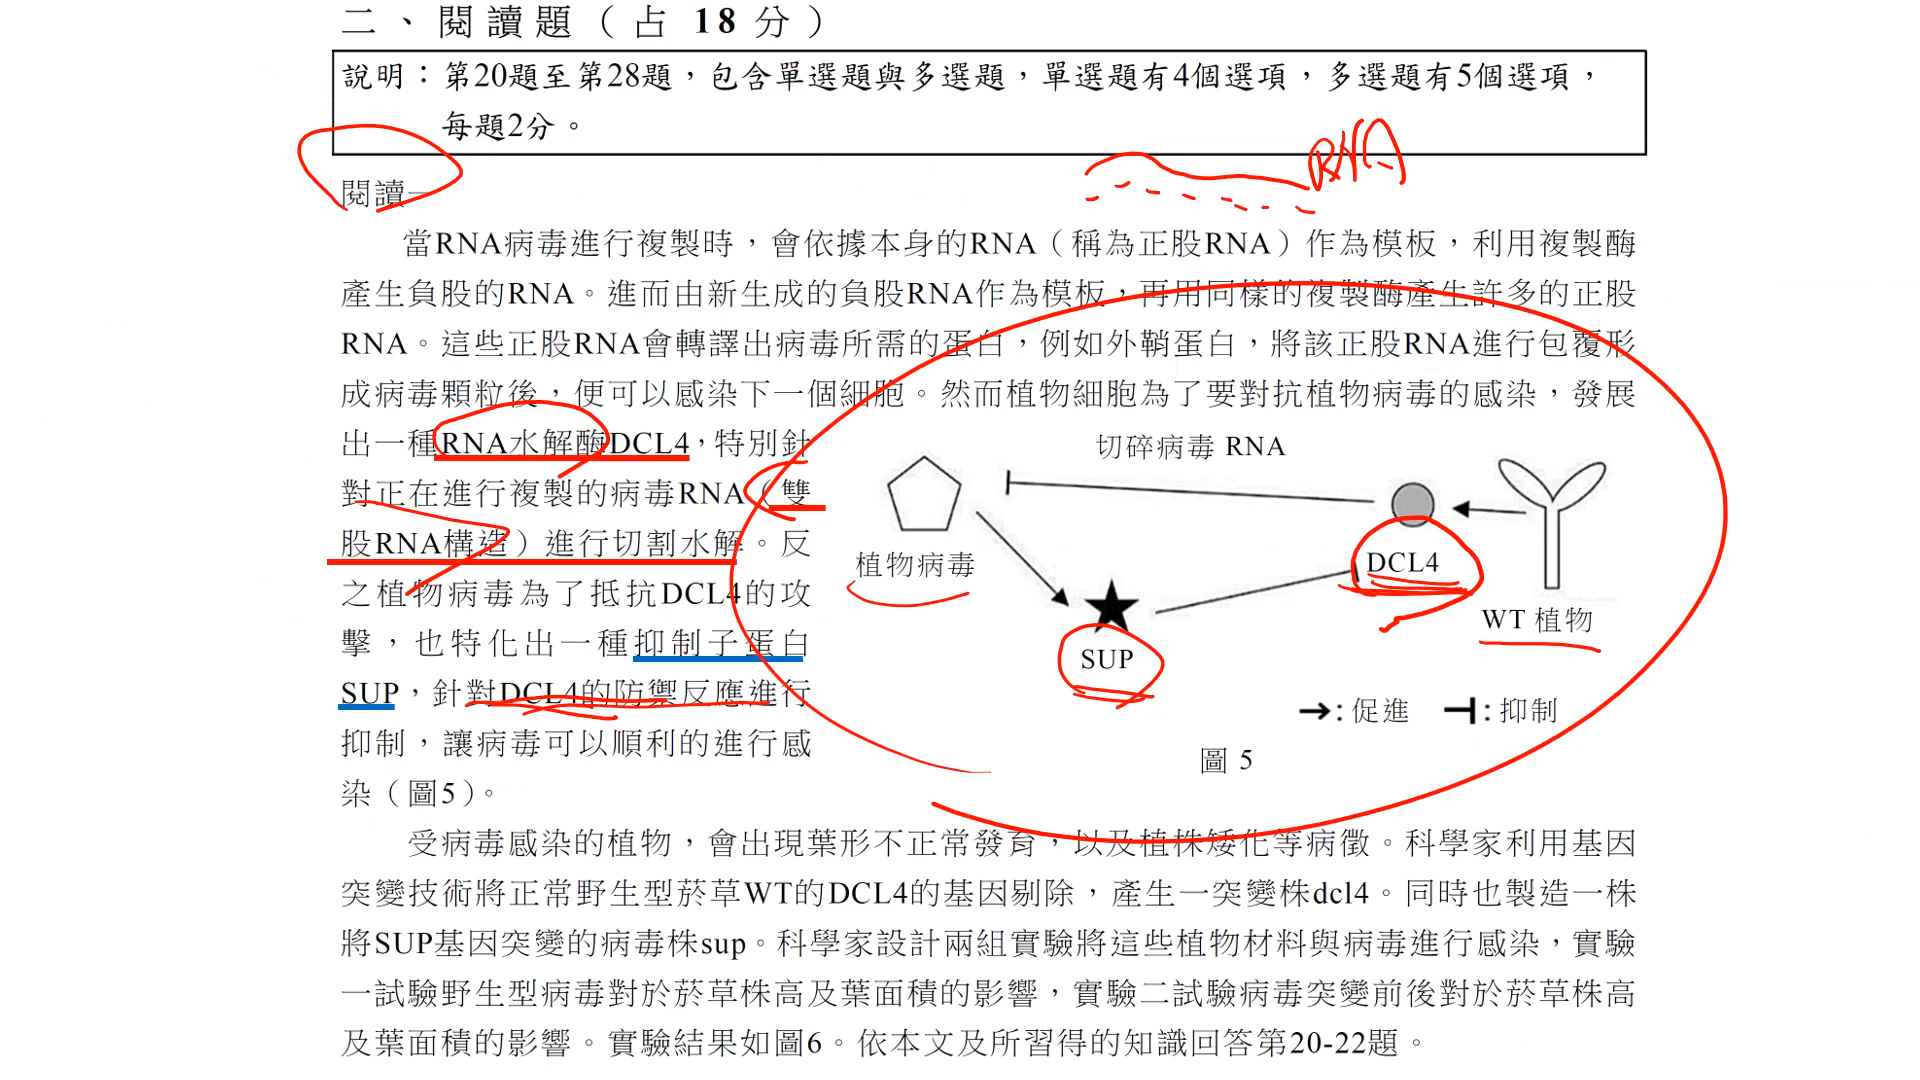 二、閱讀題（占 18 分）
說明：第20題至第28題，包含單選題與多選題，單選題有4個選項，多選題有5個選項，
每題2分。
RNA
閱讀一
當RNA病毒進行複製時，會依據本身的RNA（稱為正股RNA）作為模板，利用複製酶
產生負股的RNA。進而由新生成的負股RNA作為模板，再用同樣的複製酶產生許多的正股
RNA。這些正股RNA會轉譯出病毒所需的蛋白，例如外鞘蛋白，將該正股RNA進行包覆形
成病毒顆粒後，便可以感染下一個細胞。然而植物細胞為了要對抗植物病毒的感染，發展
出一種RNA水解酶DCL4，特別針
對正在進行複製的病毒RNA（雙
股RNA構造）進行切割水解。反
之植物病毒為了抵抗DCL4的攻
擊，也特化出一種抑制子蛋白
SUP，針對DCL4的防禦反應進行
抑制，讓病毒可以順利的進行感
染（圖5）。
切碎病毒 RNA
植物病毒
DCL4
WT 植物
SUP
：促進
：抑制
圖 5
受病毒感染的植物，會出現葉形不正常發育，以及植株矮化等病徵。科學家利用基因
突變技術將正常野生型菸草WT的DCL4的基因剔除，產生一突變株dcl4。同時也製造一株
將SUP基因突變的病毒株sup。科學家設計兩組實驗將這些植物材料與病毒進行感染，實驗
一試驗野生型病毒對於菸草株高及葉面積的影響，實驗二試驗病毒突變前後對於菸草株高
及葉面積的影響。實驗結果如圖6。依本文及所習得的知識回答第20-22題。